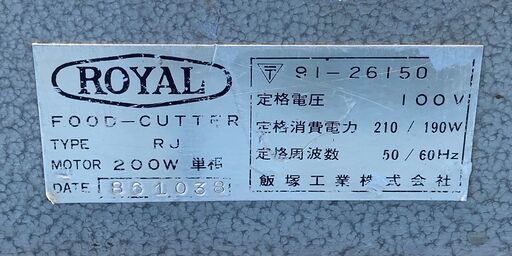 ROYAL
FOOD-CUTTER
TYPE RJ
MOTOR 200W 単相
DATE 861038
〒 91-26150
定格電圧 100V
定格消費電力 210 / 190W
定格周波数 50 / 60Hz
飯塚工業株式会社